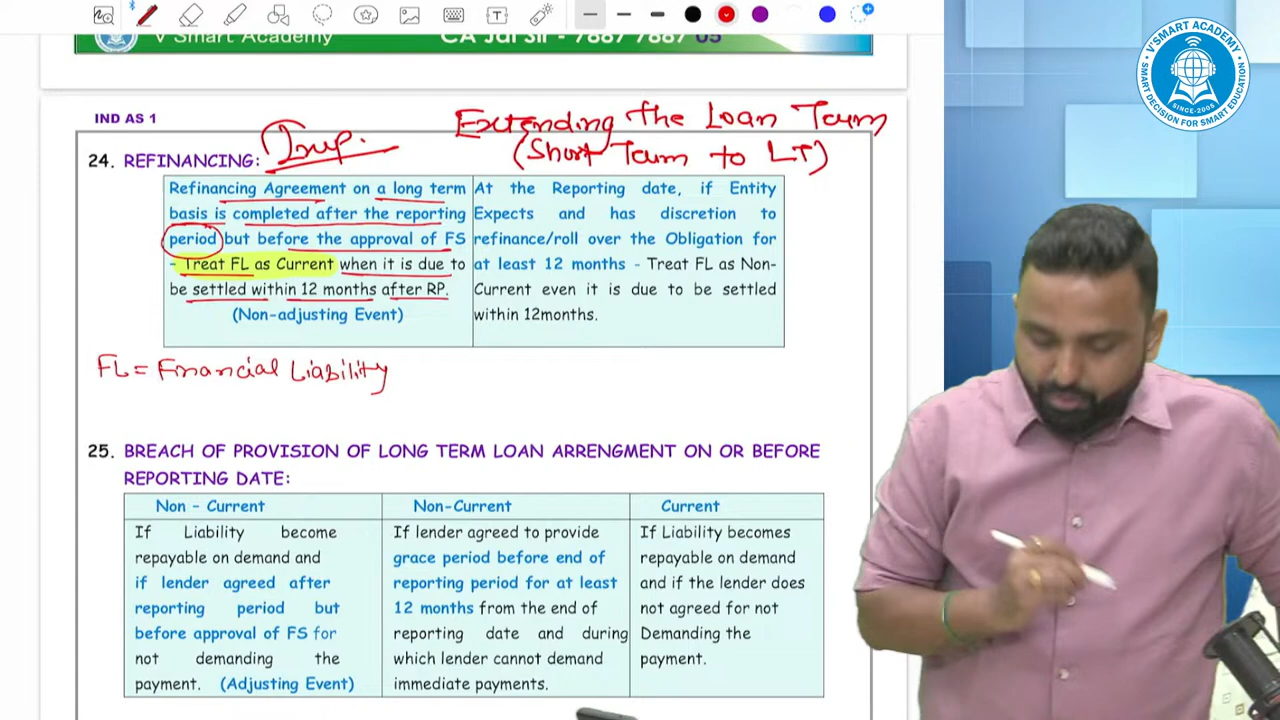 V Smart Academy
CA Jai Sir - 7887 7887 05
V'SMART ACADEMY
SMART DECISION FOR SMART EDUCATION
SINCE-2005
IND AS 1
Extending The Loan Term
(Short Term to LT)
24. REFINANCING: Imp.
Refinancing Agreement on a long term
basis is completed after the reporting
period but before the approval of FS
- Treat FL as Current when it is due to
be settled within 12 months after RP.
(Non-adjusting Event)
At the Reporting date, if Entity
Expects and has discretion to
refinance/roll over the Obligation for
at least 12 months - Treat FL as Non-
Current even it is due to be settled
within 12months.
FL = Financial Liability
25. BREACH OF PROVISION OF LONG TERM LOAN ARRENGMENT ON OR BEFORE
REPORTING DATE:
Non - Current
If Liability become
repayable on demand and
if lender agreed after
reporting period but
before approval of FS for
not demanding the
payment. (Adjusting Event)
Non-Current
If lender agreed to provide
grace period before end of
reporting period for at least
12 months from the end of
reporting date and during
which lender cannot demand
immediate payments.
Current
If Liability becomes
repayable on demand
and if the lender does
not agreed for not
Demanding the
payment.